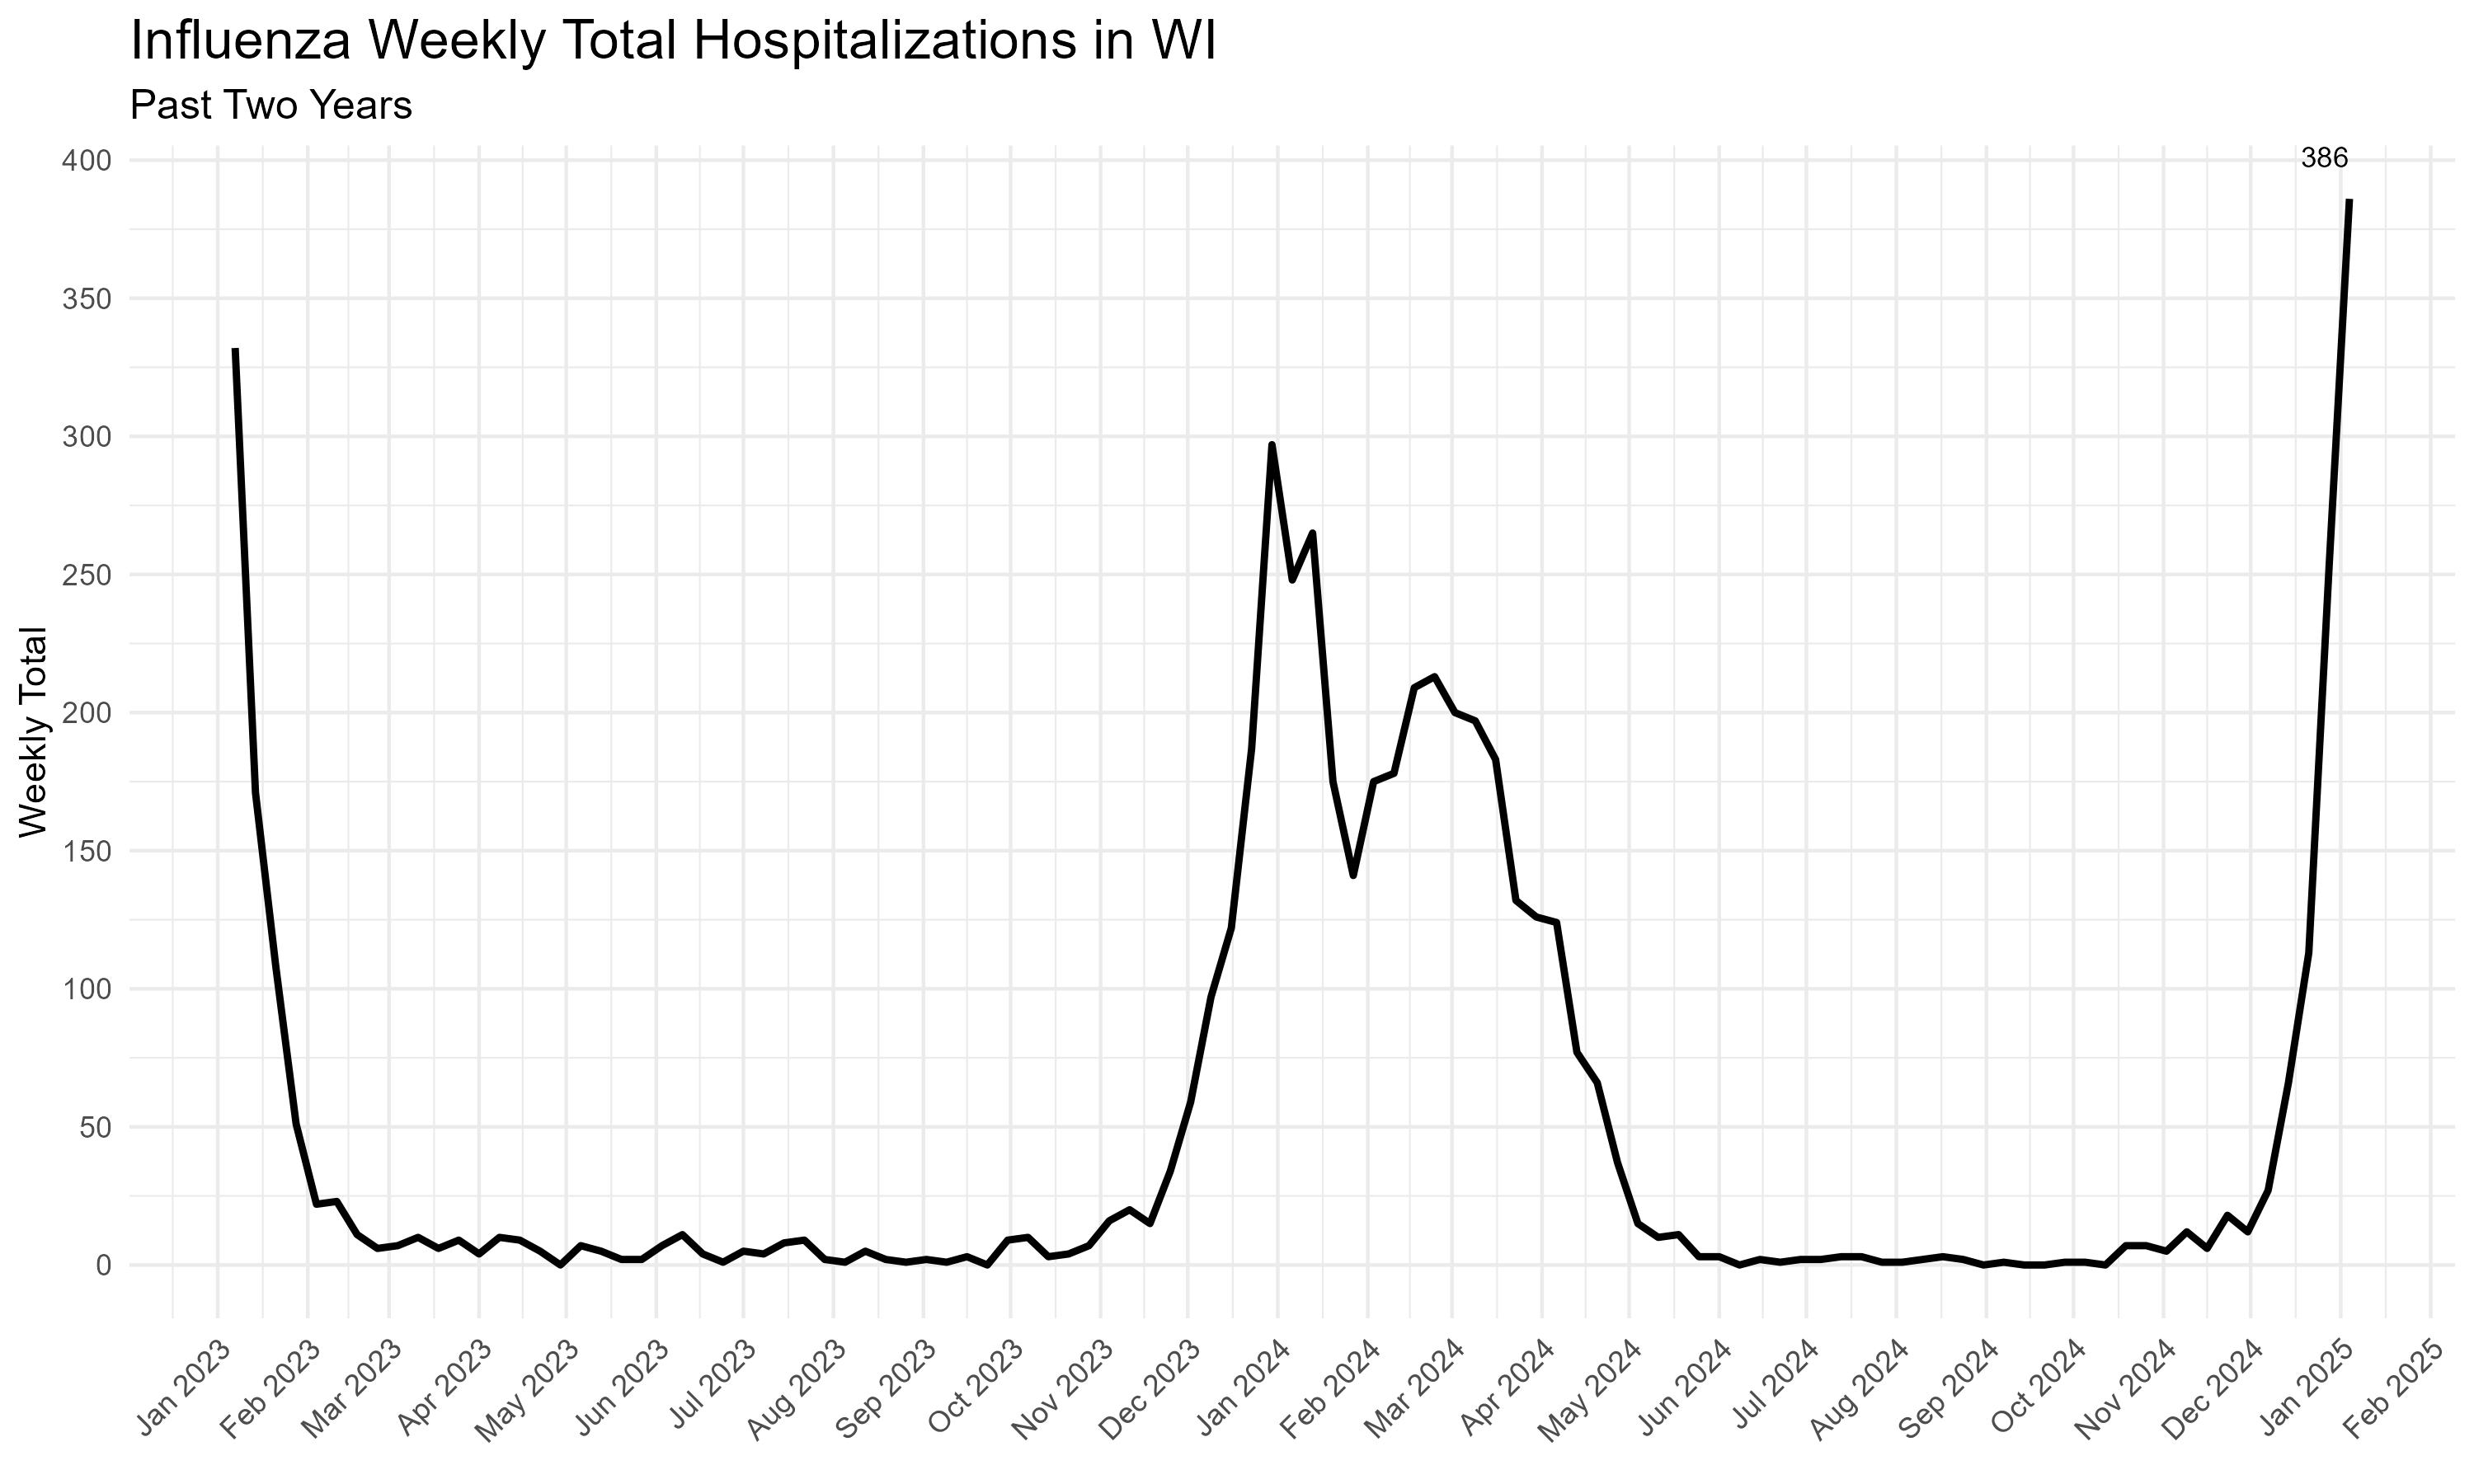 Influenza Weekly Total Hospitalizations in WI
Past Two Years
386
Weekly Total
400
350
300
250
200
150
100
50
0
Jan 2023
Feb 2023
Mar 2023
Apr 2023
May 2023
Jun 2023
Jul 2023
Aug 2023
Sep 2023
Oct 2023
Nov 2023
Dec 2023
Jan 2024
Feb 2024
Mar 2024
Apr 2024
May 2024
Jun 2024
Jul 2024
Aug 2024
Sep 2024
Oct 2024
Nov 2024
Dec 2024
Jan 2025
Feb 2025